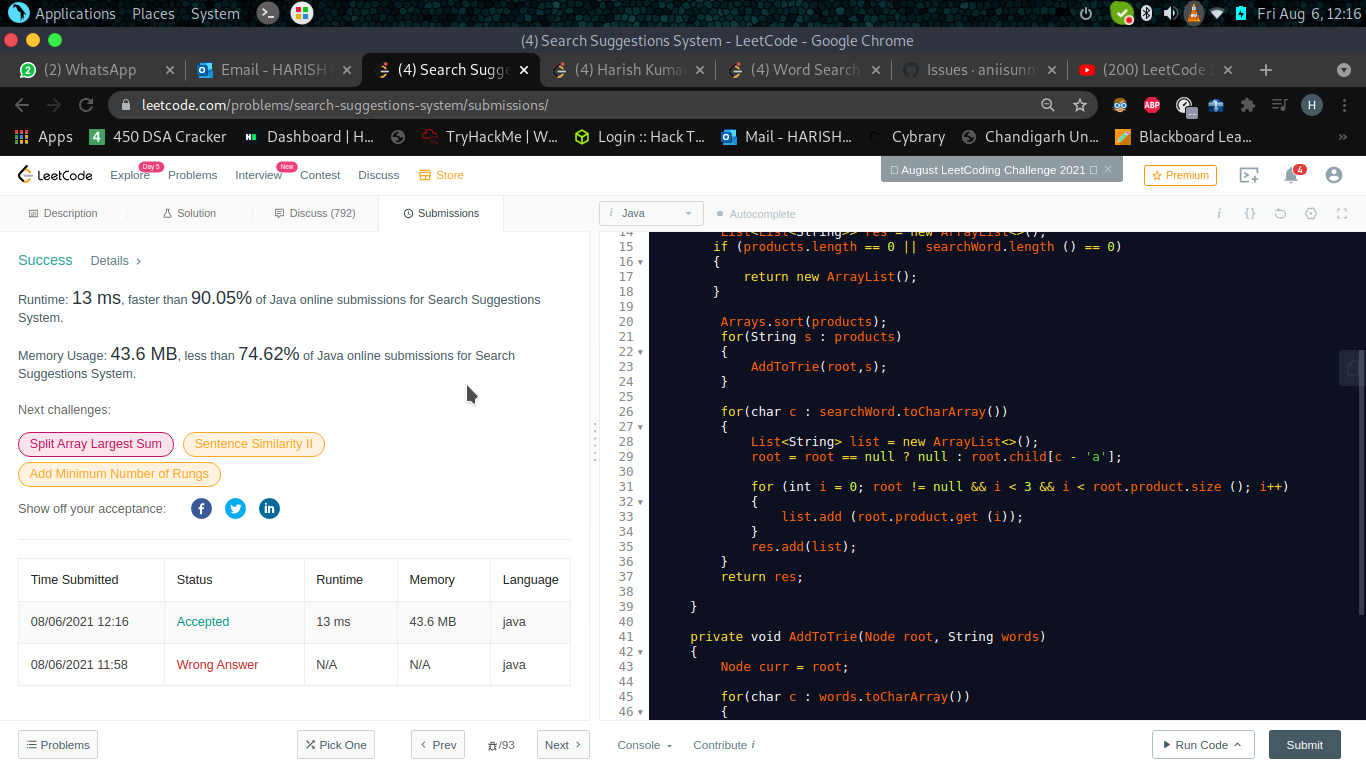 Applications Places System Fri Aug 6, 12:16
(4) Search Suggestions System - LeetCode - Google Chrome
(2) WhatsApp Email - HARISH (4) Search Sugge (4) Harish Kuma (4) Word Search Issues · aniisunn (200) LeetCode
leetcode.com/problems/search-suggestions-system/submissions/ ABP H
Apps 4 450 DSA Cracker Dashboard | H... TryHackMe | W... Login :: Hack T... Mail - HARISH... Cybrary Chandigarh Un... Blackboard Lea... »
LeetCode Explore Day 5 Problems Interview New Contest Discuss Store August LeetCoding Challenge 2021 Premium 4
Description Solution Discuss (792) Submissions i Java Autocomplete i {}
Success Details >
Runtime: 13 ms, faster than 90.05% of Java online submissions for Search Suggestions
System.
Memory Usage: 43.6 MB, less than 74.62% of Java online submissions for Search
Suggestions System.
Next challenges:
Split Array Largest Sum Sentence Similarity II
Add Minimum Number of Rungs
Show off your acceptance: f in
Time Submitted Status Runtime Memory Language
08/06/2021 12:16 Accepted 13 ms 43.6 MB java
08/06/2021 11:58 Wrong Answer N/A N/A java
14 List<List<String>> res = new ArrayList<>();
15 if (products.length == 0 || searchWord.length () == 0)
16 {
17 return new ArrayList();
18 }
19
20 Arrays.sort(products);
21 for(String s : products)
22 {
23 AddToTrie(root,s);
24 }
25
26 for(char c : searchWord.toCharArray())
27 {
28 List<String> list = new ArrayList<>();
29 root = root == null ? null : root.child[c - 'a'];
30
31 for (int i = 0; root != null && i < 3 && i < root.product.size (); i++)
32 {
33 list.add (root.product.get (i));
34 }
35 res.add(list);
36 }
37 return res;
38
39 }
40
41 private void AddToTrie(Node root, String words)
42 {
43 Node curr = root;
44
45 for(char c : words.toCharArray())
46 {
Problems Pick One < Prev /93 Next > Console Contribute i Run Code Submit